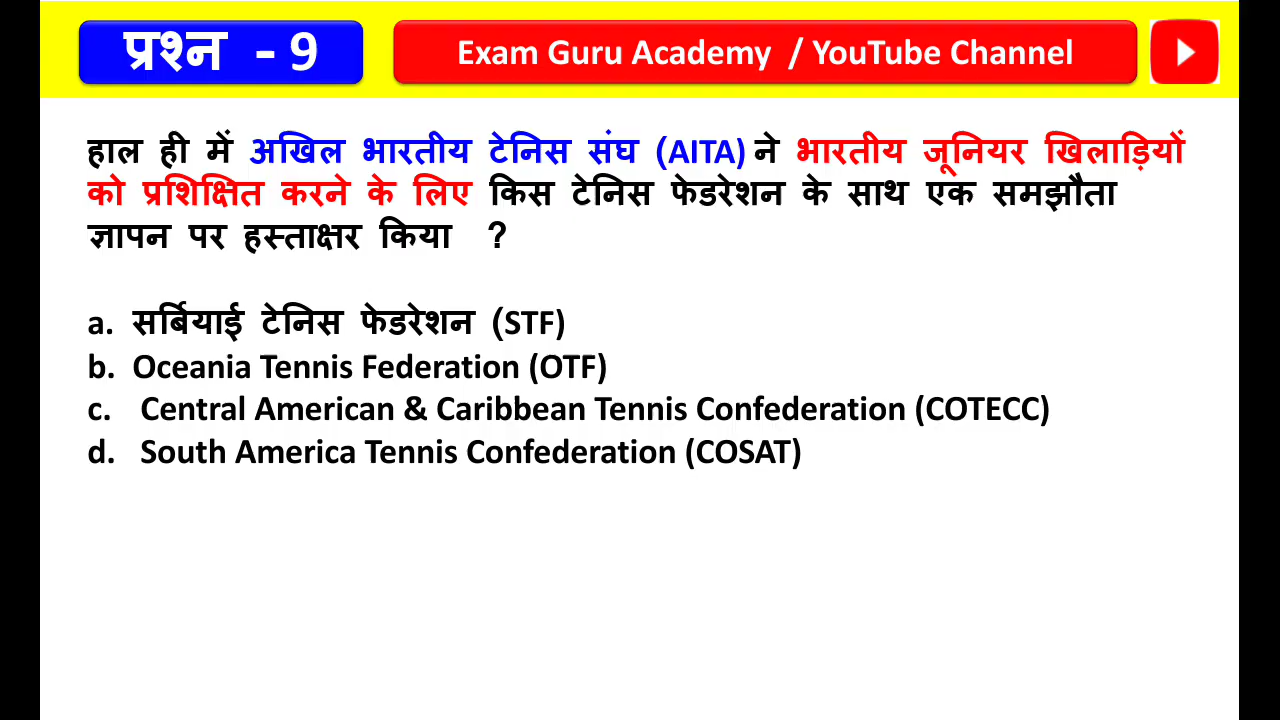 प्रश्न - 9
Exam Guru Academy / YouTube Channel
हाल ही में अखिल भारतीय टेनिस संघ (AITA) ने भारतीय जूनियर खिलाड़ियों
को प्रशिक्षित करने के लिए किस टेनिस फेडरेशन के साथ एक समझौता
ज्ञापन पर हस्ताक्षर किया ?
a. सर्बियाई टेनिस फेडरेशन (STF)
b. Oceania Tennis Federation (OTF)
c. Central American & Caribbean Tennis Confederation (COTECC)
d. South America Tennis Confederation (COSAT)